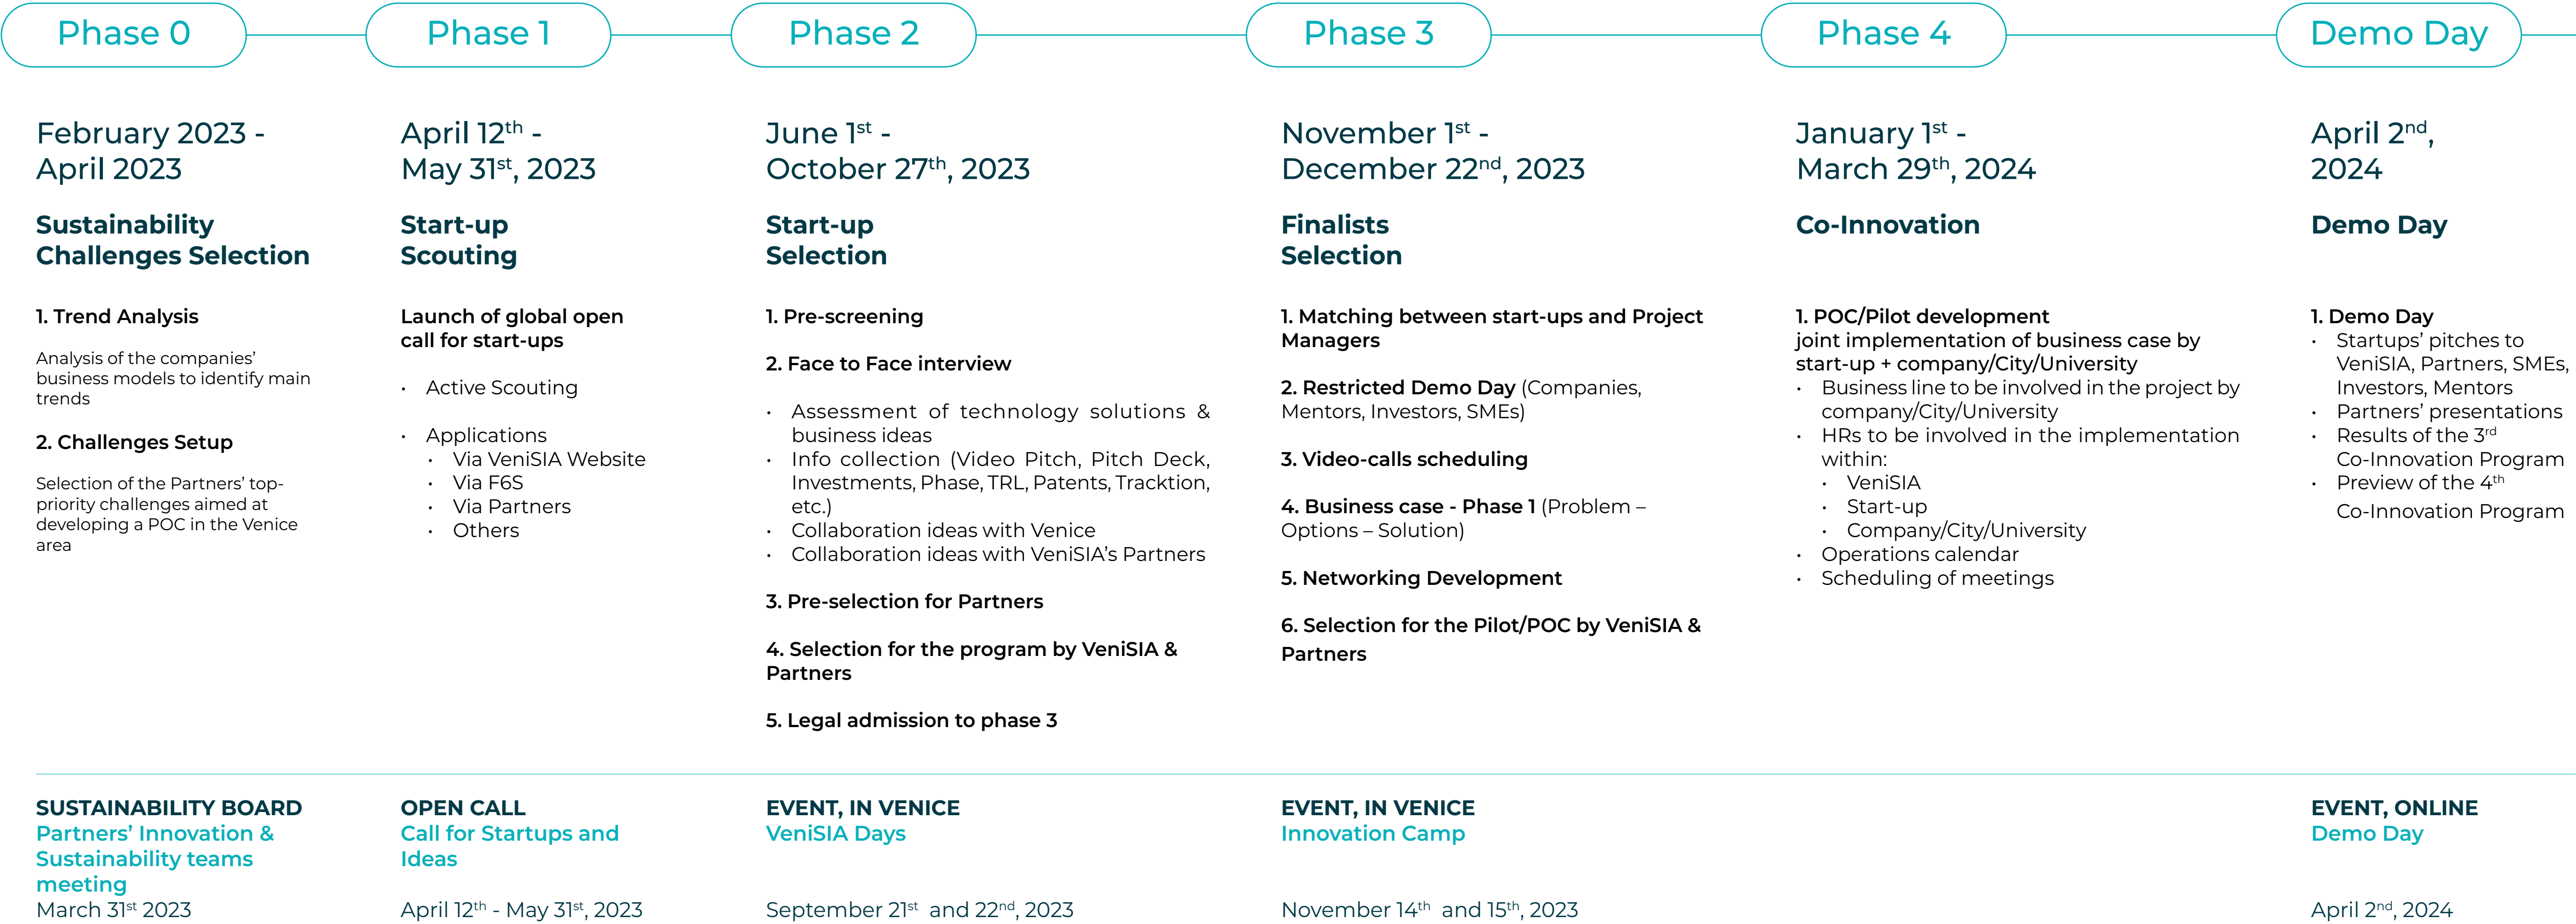 Phase 0
Phase 1
Phase 2
Phase 3
Phase 4
Demo Day
February 2023 -
April 2023
Sustainability
Challenges Selection
1. Trend Analysis
Analysis of the companies’
business models to identify main
trends
2. Challenges Setup
Selection of the Partners’ top-
priority challenges aimed at
developing a POC in the Venice
area
April 12th -
May 31st, 2023
Start-up
Scouting
Launch of global open
call for start-ups
• Active Scouting
• Applications
• Via VeniSIA Website
• Via F6S
• Via Partners
• Others
June 1st -
October 27th, 2023
Start-up
Selection
1. Pre-screening
2. Face to Face interview
• Assessment of technology solutions &
business ideas
• Info collection (Video Pitch, Pitch Deck,
Investments, Phase, TRL, Patents, Tracktion,
etc.)
• Collaboration ideas with Venice
• Collaboration ideas with VeniSIA’s Partners
3. Pre-selection for Partners
4. Selection for the program by VeniSIA &
Partners
5. Legal admission to phase 3
November 1st -
December 22nd, 2023
Finalists
Selection
1. Matching between start-ups and Project
Managers
2. Restricted Demo Day (Companies,
Mentors, Investors, SMEs)
3. Video-calls scheduling
4. Business case - Phase 1 (Problem –
Options – Solution)
5. Networking Development
6. Selection for the Pilot/POC by VeniSIA &
Partners
January 1st -
March 29th, 2024
Co-Innovation
1. POC/Pilot development
joint implementation of business case by
start-up + company/City/University
• Business line to be involved in the project by
company/City/University
• HRs to be involved in the implementation
within:
• VeniSIA
• Start-up
• Company/City/University
• Operations calendar
• Scheduling of meetings
April 2nd,
2024
Demo Day
1. Demo Day
• Startups’ pitches to
VeniSIA, Partners, SMEs,
Investors, Mentors
• Partners’ presentations
• Results of the 3rd
Co-Innovation Program
• Preview of the 4th
Co-Innovation Program
SUSTAINABILITY BOARD
Partners’ Innovation &
Sustainability teams
meeting
March 31st 2023
OPEN CALL
Call for Startups and
Ideas
April 12th - May 31st, 2023
EVENT, IN VENICE
VeniSIA Days
September 21st and 22nd, 2023
EVENT, IN VENICE
Innovation Camp
November 14th and 15th, 2023
EVENT, ONLINE
Demo Day
April 2nd, 2024